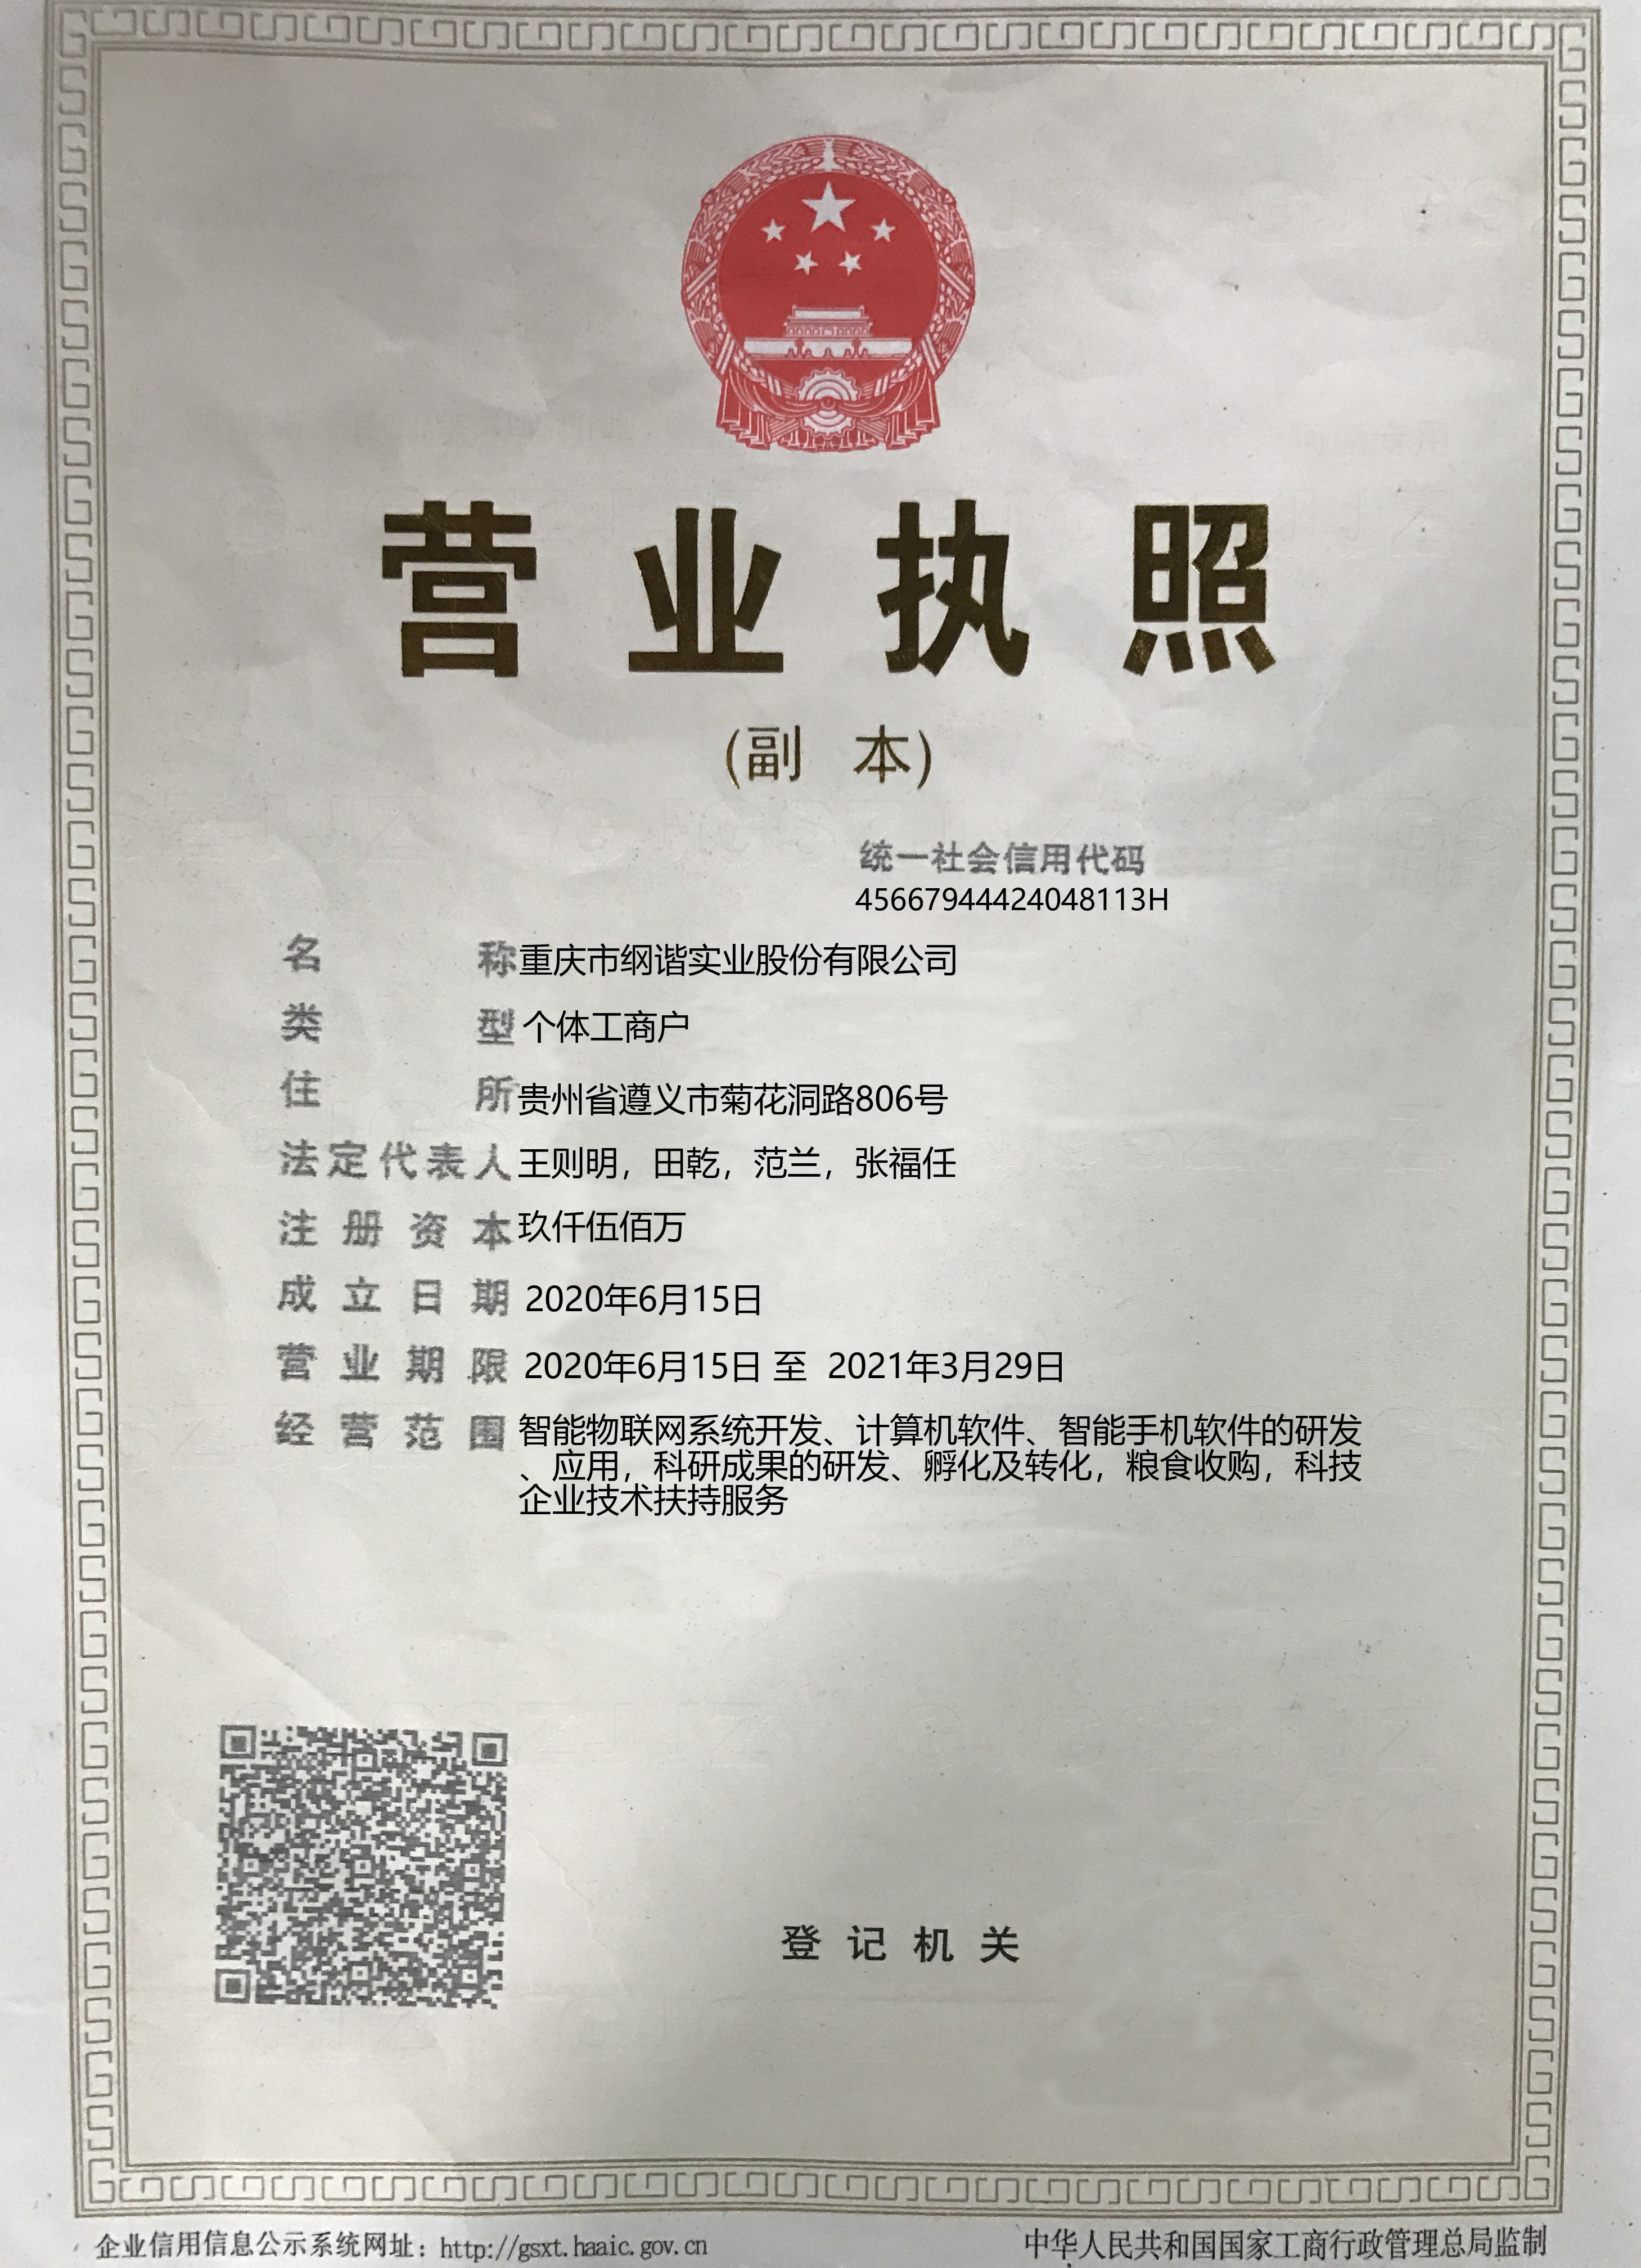 营业执照
(副 本)
统一社会信用代码
45667944424048113H
名 称 重庆市纲谐实业股份有限公司
类 型 个体工商户
住 所 贵州省遵义市菊花洞路806号
法定代表人 王则明，田乾，范兰，张福任
注册资本 玖仟伍佰万
成立日期 2020年6月15日
营业期限 2020年6月15日 至 2021年3月29日
经营范围 智能物联网系统开发、计算机软件、智能手机软件的研发
、应用，科研成果的研发、孵化及转化，粮食收购，科技
企业技术扶持服务
登记机关
企业信用信息公示系统网址：http://gsxt.haaic.gov.cn
中华人民共和国国家工商行政管理总局监制